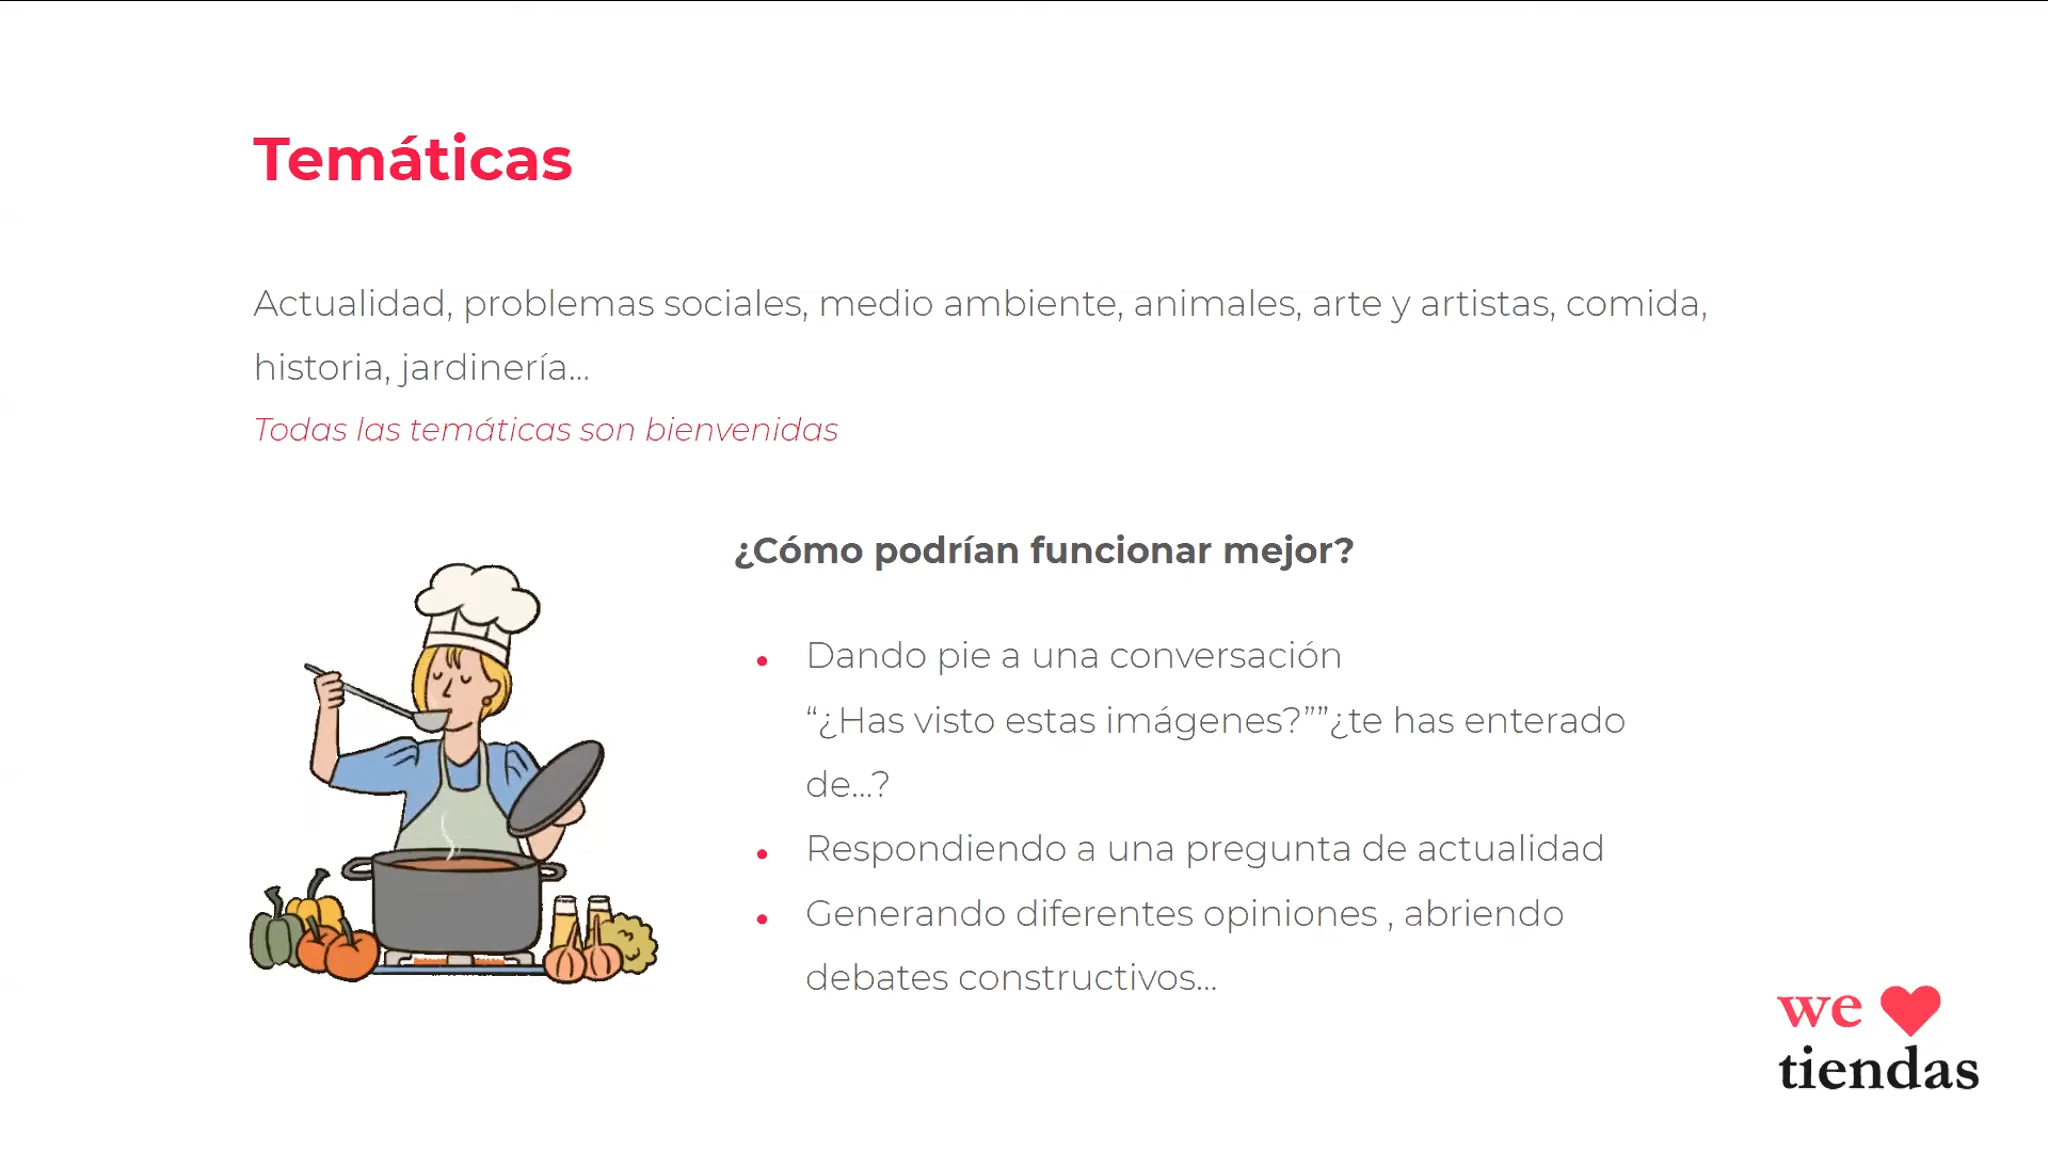 Temáticas
Actualidad, problemas sociales, medio ambiente, animales, arte y artistas, comida,
historia, jardinería...
Todas las temáticas son bienvenidas
¿Cómo podrían funcionar mejor?
• Dando pie a una conversación
“¿Has visto estas imágenes?””¿te has enterado
de...?
• Respondiendo a una pregunta de actualidad
• Generando diferentes opiniones , abriendo
debates constructivos...
we
tiendas